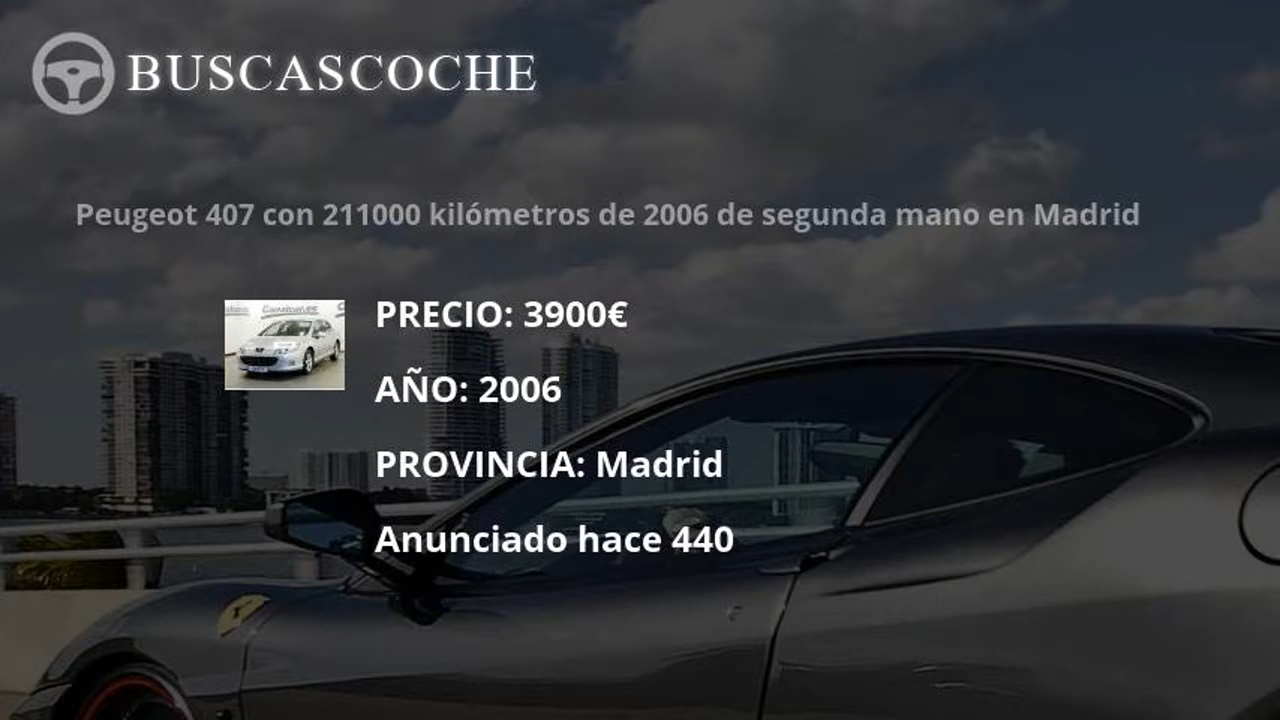 BUSCASCOCHE
Peugeot 407 con 211000 kilómetros de 2006 de segunda mano en Madrid
PRECIO: 3900€
AÑO: 2006
PROVINCIA: Madrid
Anunciado hace 440